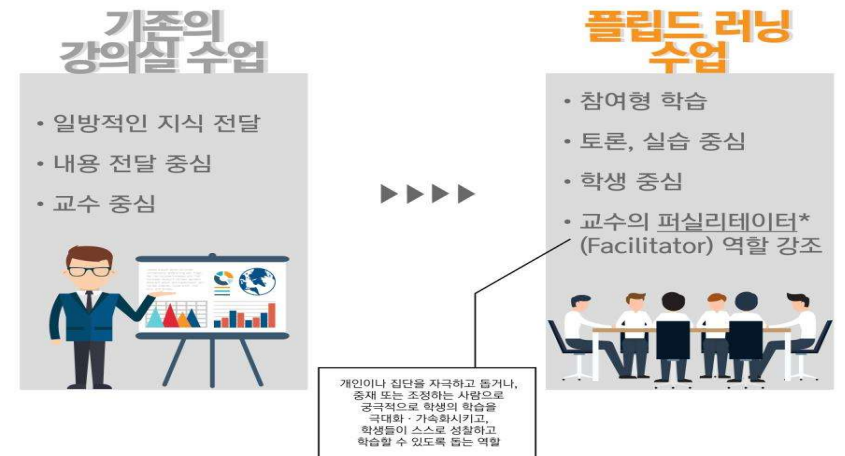 기존의
강의실 수업
• 일방적인 지식 전달
• 내용 전달 중심
• 교수 중심
플립드 러닝
수업
• 참여형 학습
• 토론, 실습 중심
• 학생 중심
• 교수의 퍼실리테이터*
(Facilitator) 역할 강조
개인이나 집단을 자극하고 돕거나,
중재 또는 조정하는 사람으로
궁극적으로 학생의 학습을
극대화 · 가속화시키고,
학생들이 스스로 성찰하고
학습할 수 있도록 돕는 역할